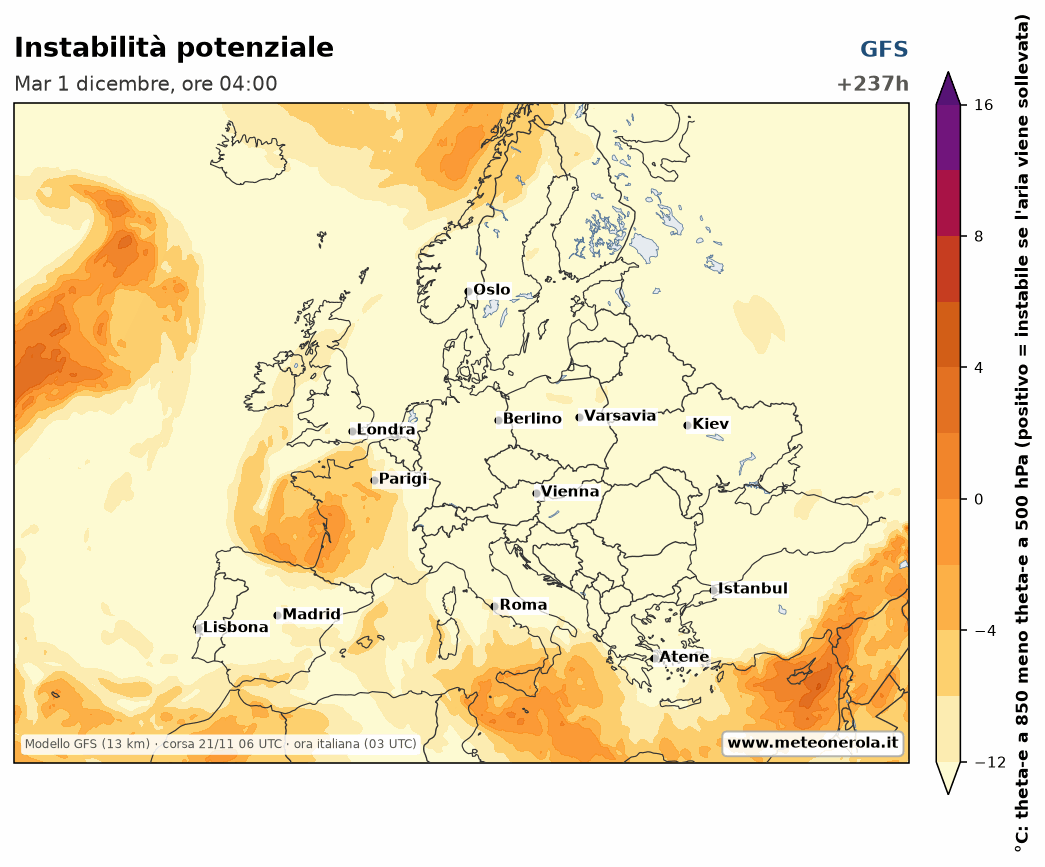 Instabilità potenziale
GFS
Mar 1 dicembre, ore 04:00
+237h
Oslo
Berlino
Varsavia
Kiev
Londra
Parigi
Vienna
Istanbul
Roma
Madrid
Lisbona
Atene
Modello GFS (13 km) · corsa 21/11 06 UTC · ora italiana (03 UTC)
www.meteonerola.it
16
8
4
0
−4
−12
°C: theta-e a 850 meno theta-e a 500 hPa (positivo = instabile se l'aria viene sollevata)